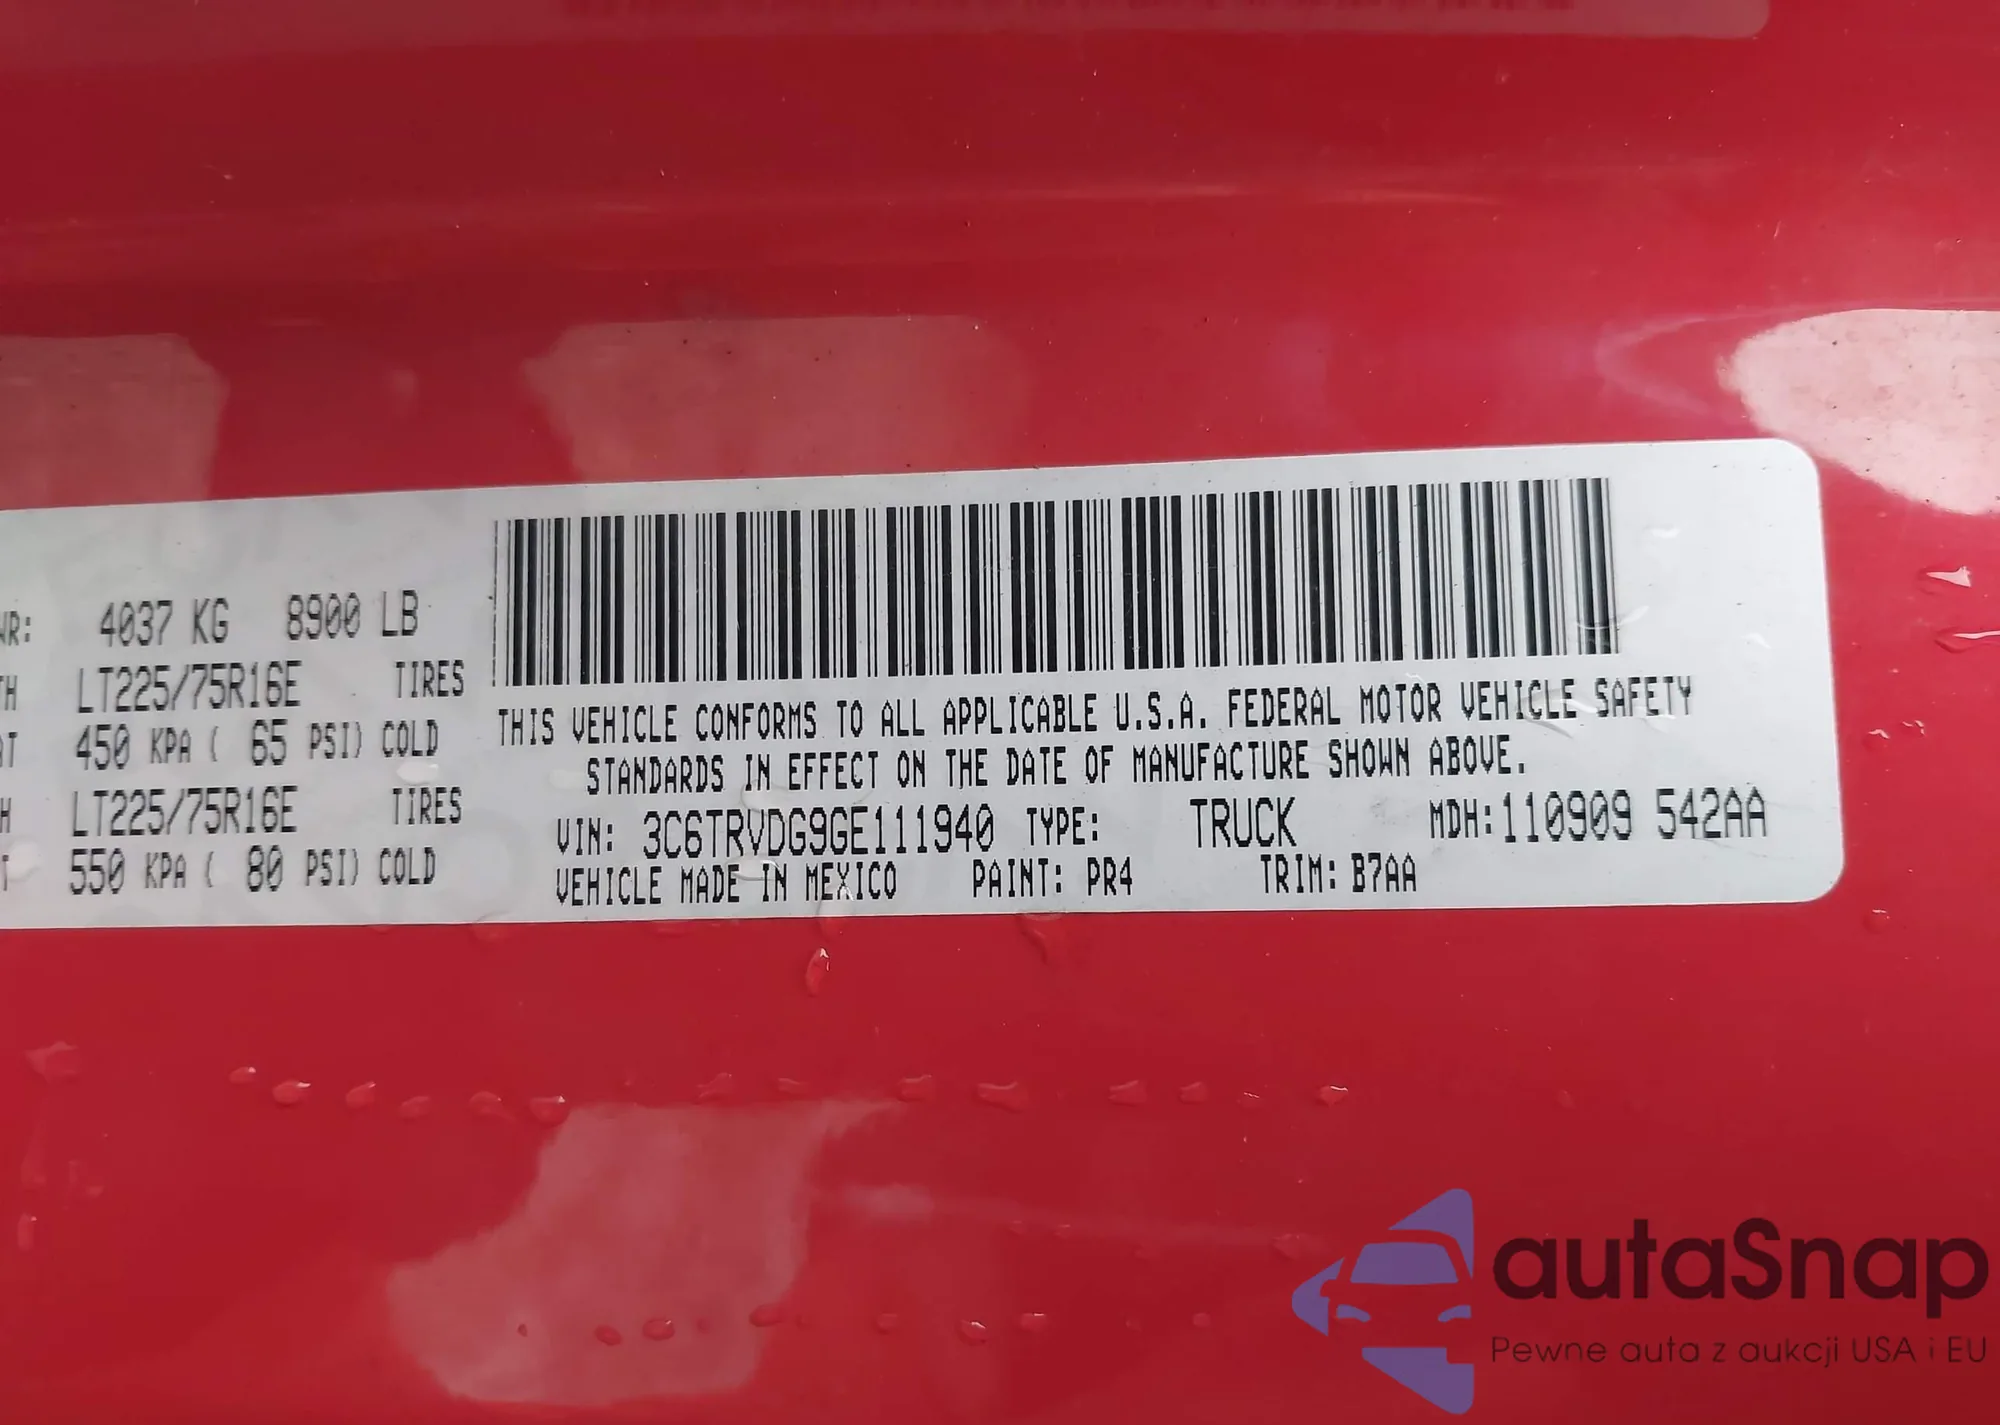 WR: 4037 KG 8900 LB
TH LT225/75R16E TIRES
AT 450 KPA ( 65 PSI) COLD
H LT225/75R16E TIRES
T 550 KPA ( 80 PSI) COLD
THIS VEHICLE CONFORMS TO ALL APPLICABLE U.S.A. FEDERAL MOTOR VEHICLE SAFETY
STANDARDS IN EFFECT ON THE DATE OF MANUFACTURE SHOWN ABOVE.
VIN: 3C6TRVDG9GE111940 TYPE: TRUCK MDH:110909 542AA
VEHICLE MADE IN MEXICO PAINT: PR4 TRIM: B7AA
autoSnap
Pewne auta z aukcji USA i EU